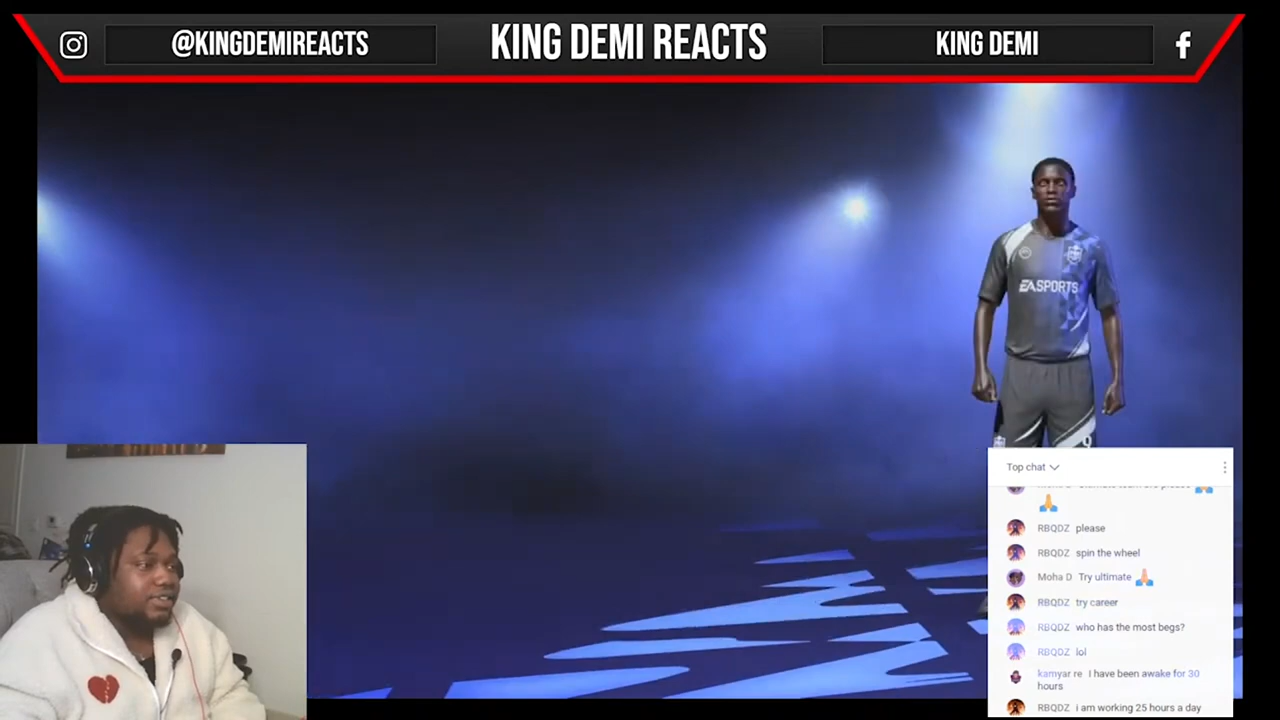 @KINGDEMIREACTS
KING DEMI REACTS
KING DEMI
EA SPORTS
Top chat
RBQDZ please
RBQDZ spin the wheel
Moha D Try ultimate 🙏
RBQDZ try career
RBQDZ who has the most begs?
RBQDZ lol
kamyar re I have been awake for 30
hours
RBQDZ i am working 25 hours a day